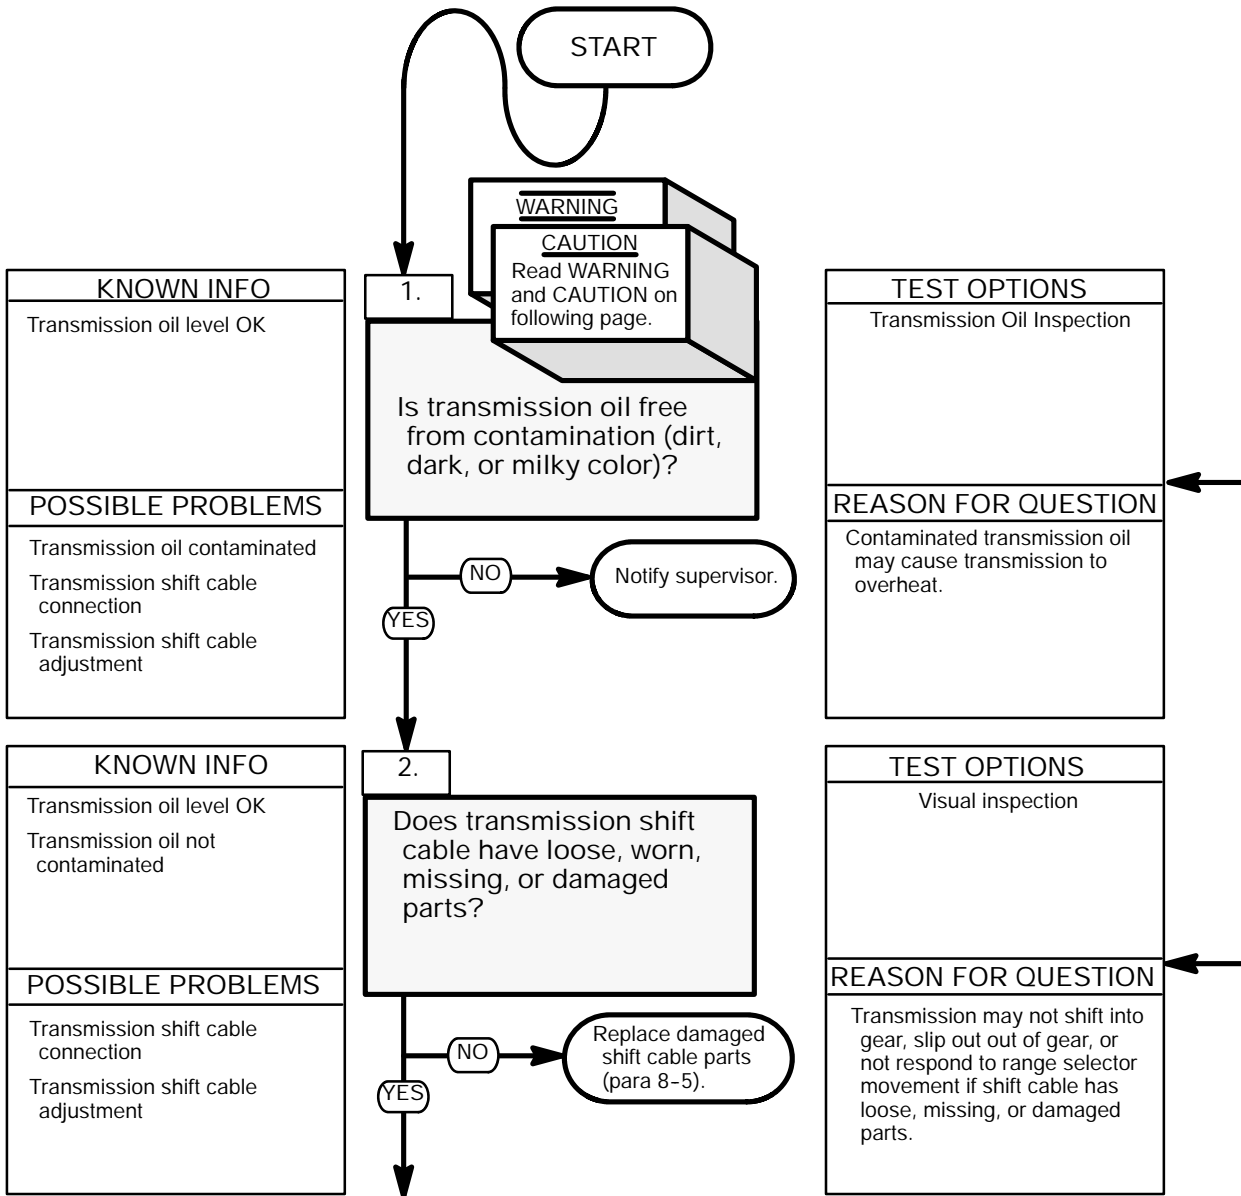 START
WARNING
CAUTION
Read WARNING
and CAUTION on
following page.
KNOWN INFO
Transmission oil level OK
POSSIBLE PROBLEMS
Transmission oil contaminated
Transmission shift cable
connection
Transmission shift cable
adjustment
1.
Is transmission oil free
from contamination (dirt,
dark, or milky color)?
NO
Notify supervisor.
YES
TEST OPTIONS
Transmission Oil Inspection
REASON FOR QUESTION
Contaminated transmission oil
may cause transmission to
overheat.
KNOWN INFO
Transmission oil level OK
Transmission oil not
contaminated
POSSIBLE PROBLEMS
Transmission shift cable
connection
Transmission shift cable
adjustment
2.
Does transmission shift
cable have loose, worn,
missing, or damaged
parts?
NO
Replace damaged
shift cable parts
(para 8-5).
YES
TEST OPTIONS
Visual inspection
REASON FOR QUESTION
Transmission may not shift into
gear, slip out out of gear, or
not respond to range selector
movement if shift cable has
loose, missing, or damaged
parts.